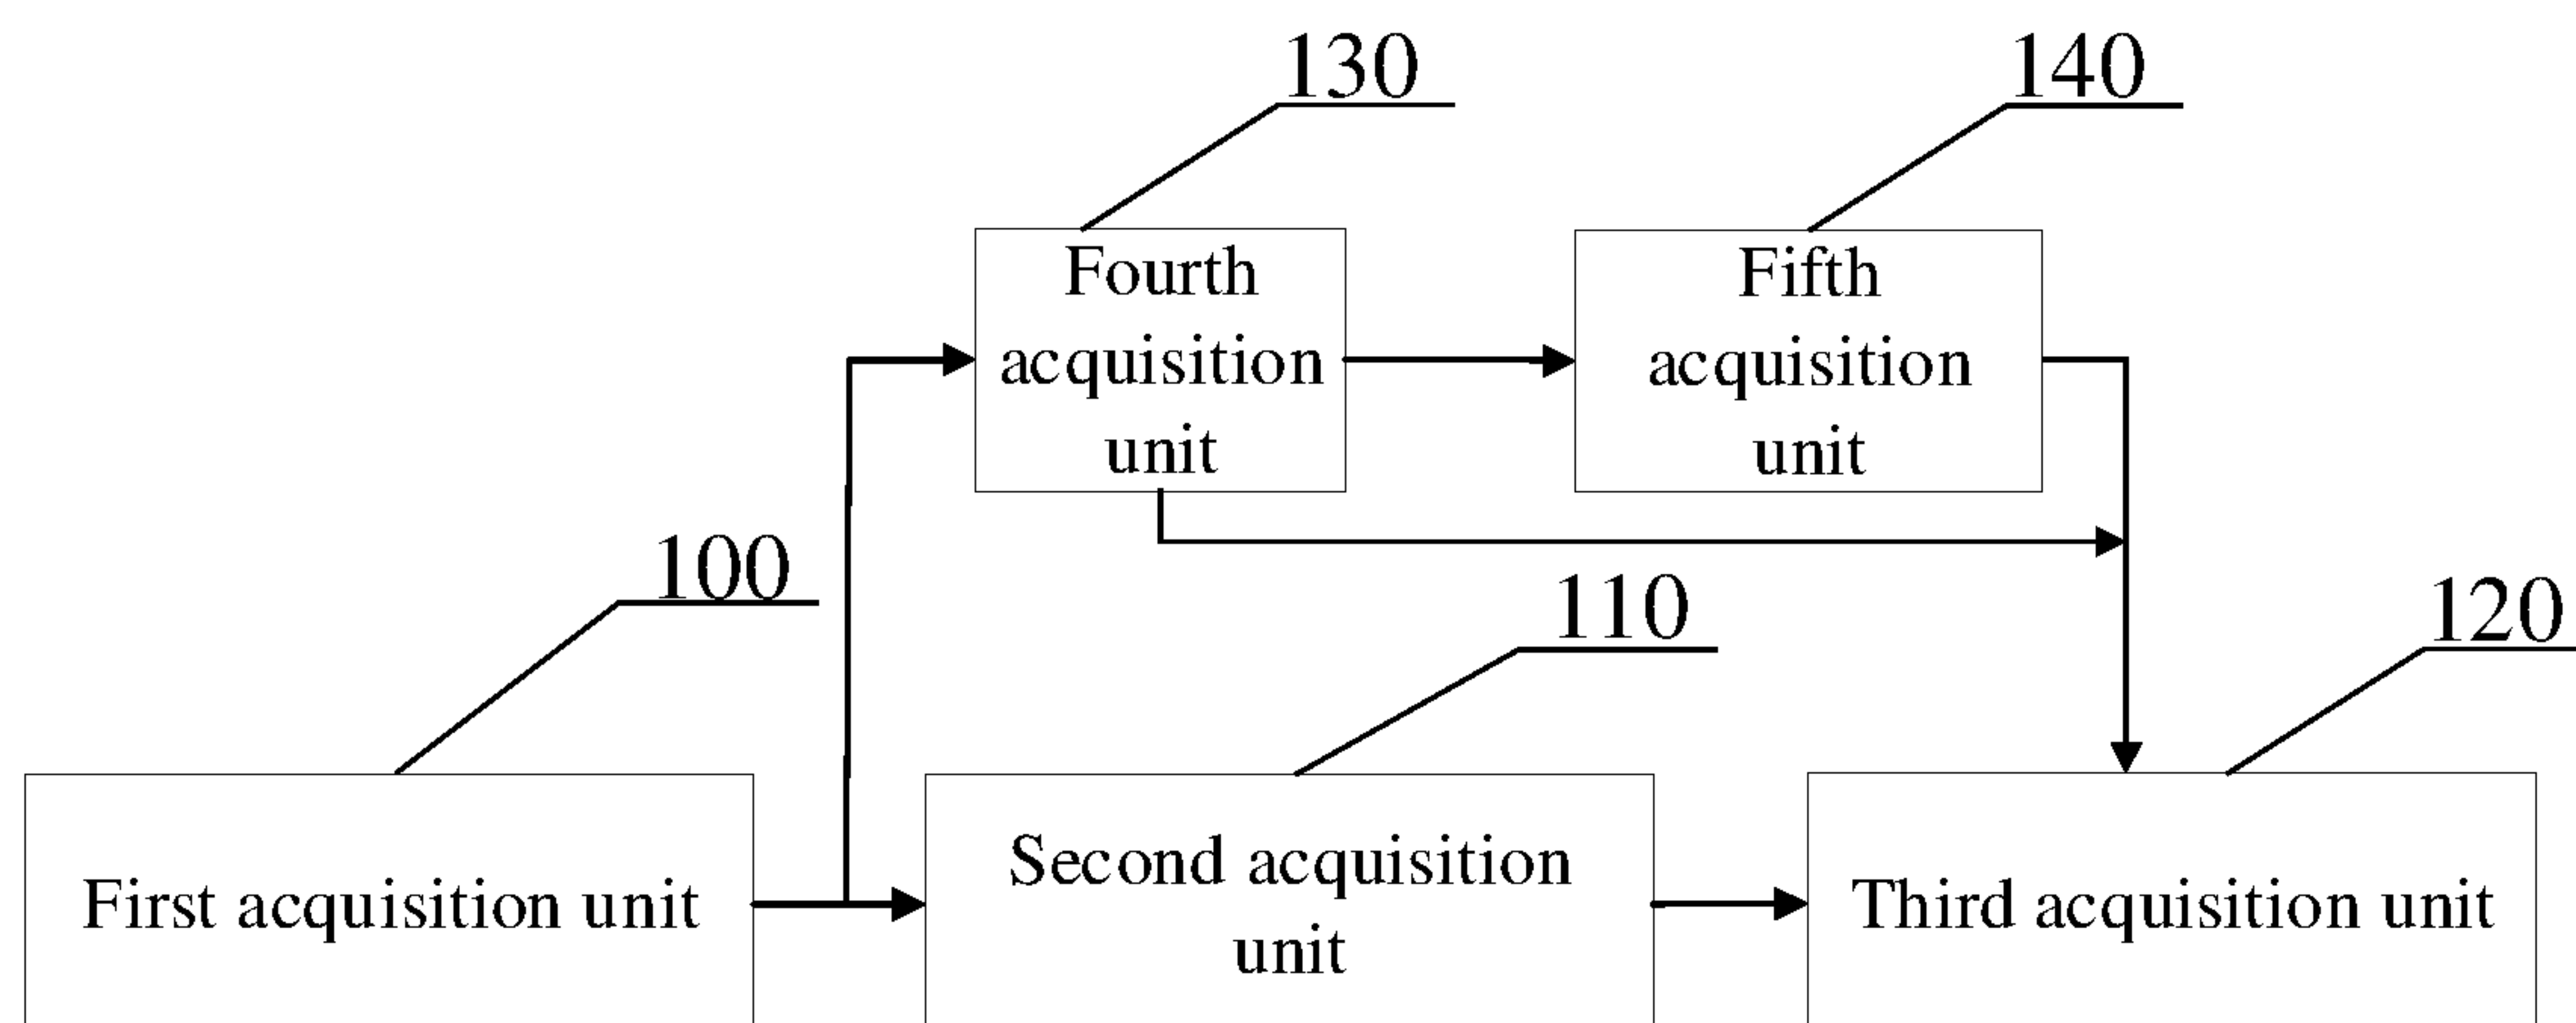 130
140
Fourth
acquisition
unit
Fifth
acquisition
unit
100
110
120
First acquisition unit
Second acquisition
unit
Third acquisition unit